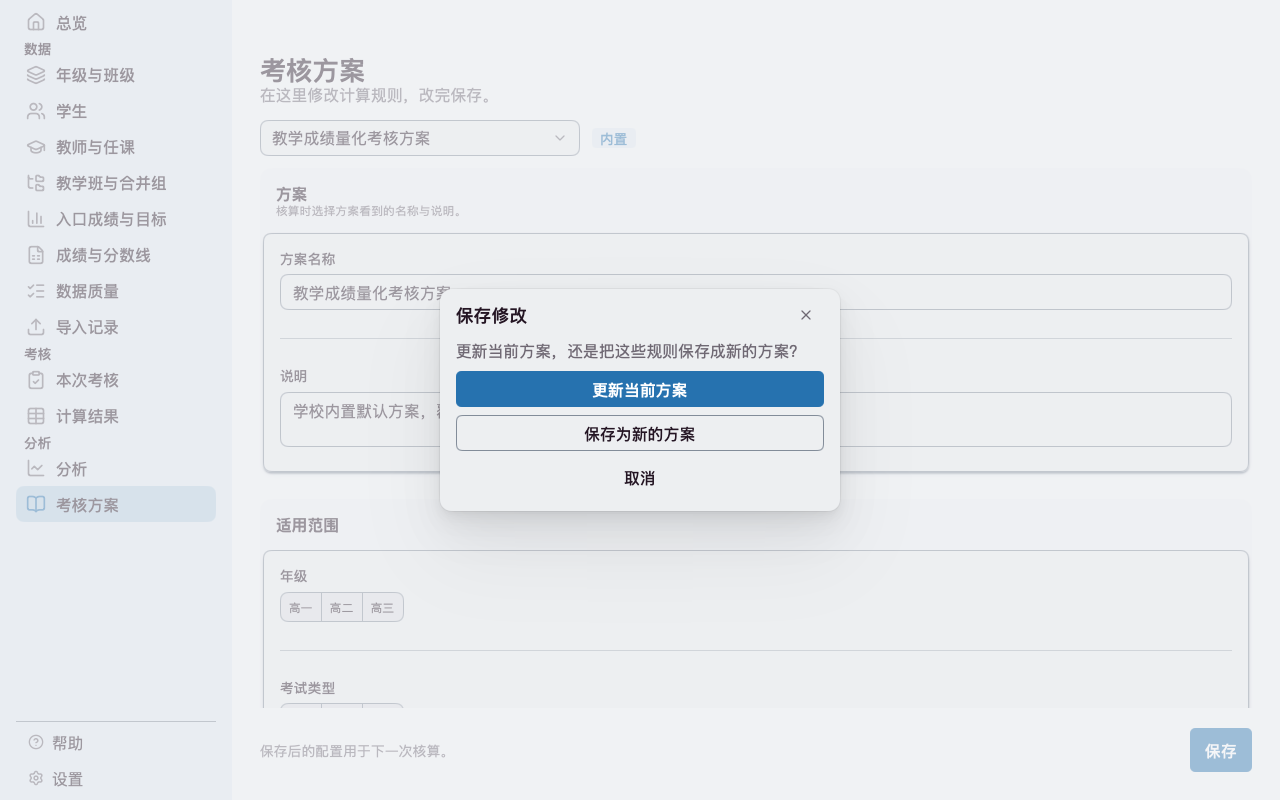 总览
数据
年级与班级
学生
教师与任课
教学班与合并组
入口成绩与目标
成绩与分数线
数据质量
导入记录
考核
本次考核
计算结果
分析
分析
考核方案
帮助
设置
考核方案
在这里修改计算规则，改完保存。
教学成绩量化考核方案
内置
方案
核算时选择方案看到的名称与说明。
方案名称
教学成绩量化考核方案
说明
学校内置默认方案，
保存修改
更新当前方案，还是把这些规则保存成新的方案？
更新当前方案
保存为新的方案
取消
适用范围
年级
高一 高二 高三
考试类型
保存后的配置用于下一次核算。
保存